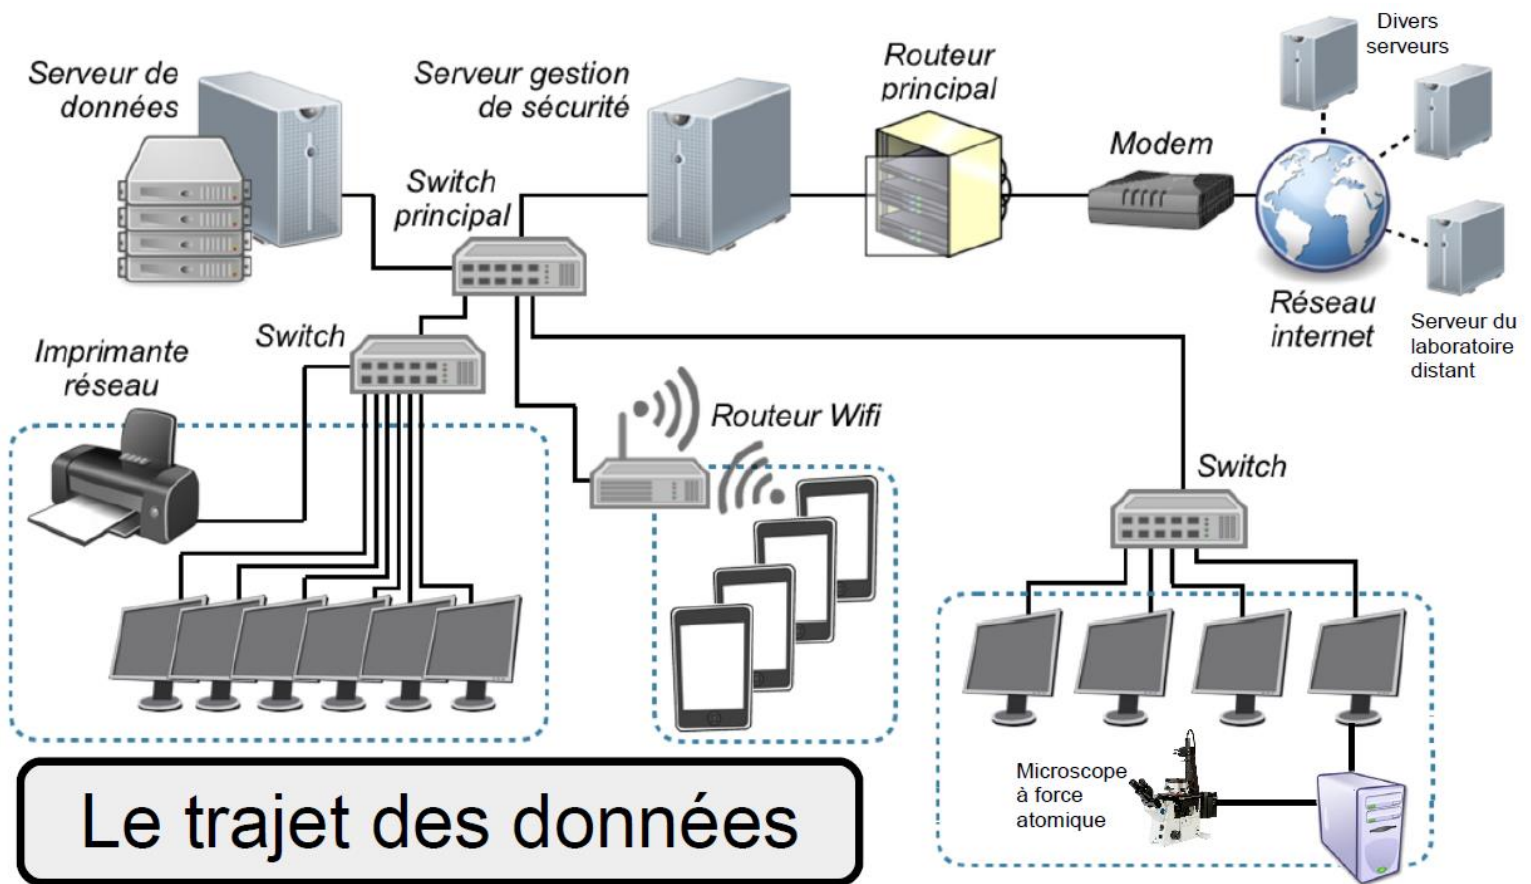 Serveur de
données
Serveur gestion
de sécurité
Routeur
principal
Divers
serveurs
Modem
Switch
principal
Réseau
internet
Serveur du
laboratoire
distant
Switch
Imprimante
réseau
Routeur Wifi
Switch
Microscope
à force
atomique
Le trajet des données